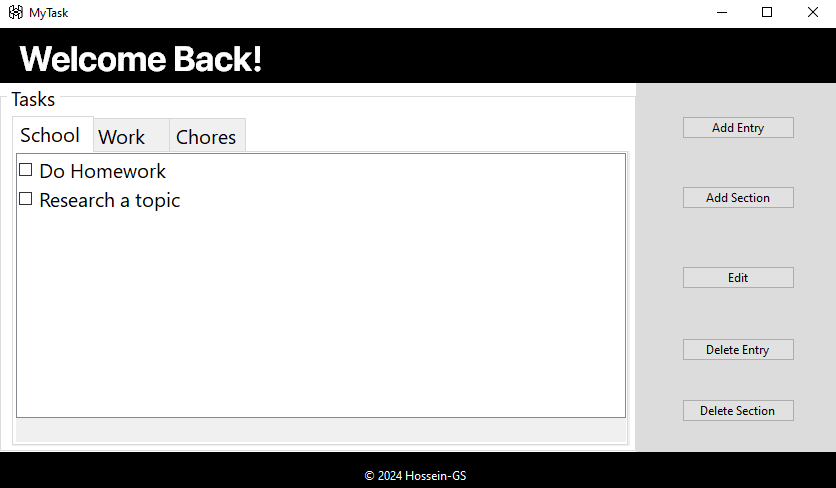 MyTask
Welcome Back!
Tasks
School Work Chores
Do Homework
Research a topic
Add Entry
Add Section
Edit
Delete Entry
Delete Section
© 2024 Hossein-GS